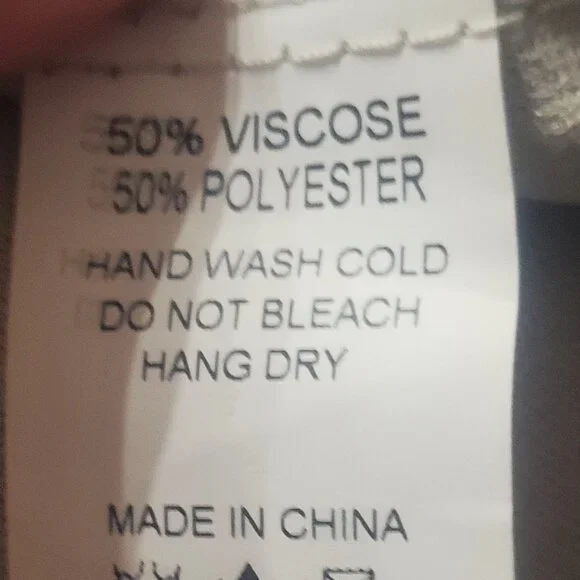 50% VISCOSE
50% POLYESTER
HAND WASH COLD
DO NOT BLEACH
HANG DRY
MADE IN CHINA